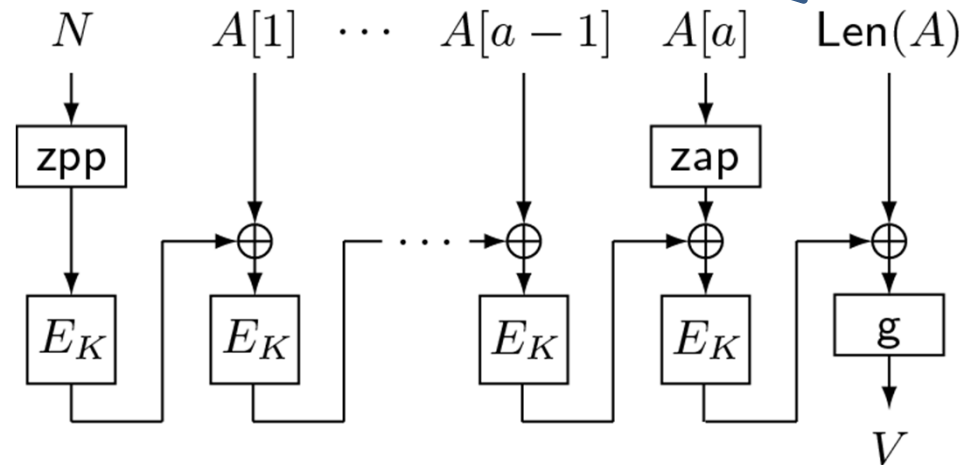 N A[1] ··· A[a − 1] A[a] Len(A)
zpp zap
···
E_K E_K E_K E_K g
V